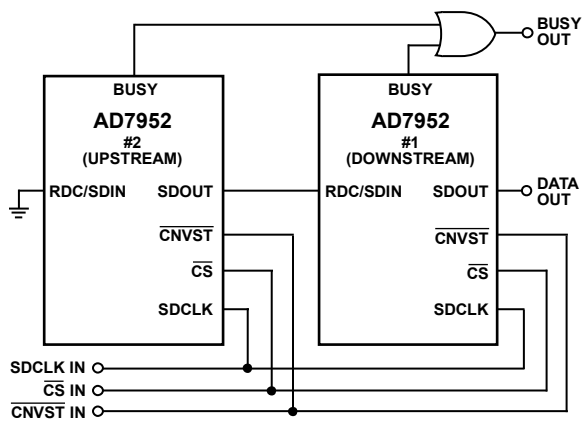 BUSY
OUT
BUSY
AD7952
#2
(UPSTREAM)
RDC/SDIN
SDOUT
CNVST
CS
SDCLK
BUSY
AD7952
#1
(DOWNSTREAM)
RDC/SDIN
SDOUT
CNVST
CS
SDCLK
DATA
OUT
SDCLK IN
CS IN
CNVST IN